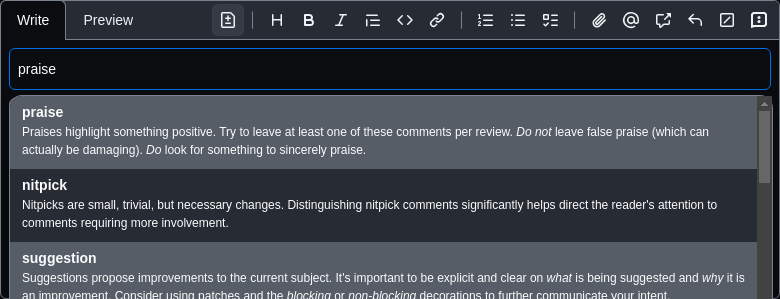 Write Preview
praise
praise
Praises highlight something positive. Try to leave at least one of these comments per review. Do not leave false praise (which can
actually be damaging). Do look for something to sincerely praise.
nitpick
Nitpicks are small, trivial, but necessary changes. Distinguishing nitpick comments significantly helps direct the reader's attention to
comments requiring more involvement.
suggestion
Suggestions propose improvements to the current subject. It's important to be explicit and clear on what is being suggested and why it is
an improvement. Consider using patches and the blocking or non-blocking decorations to further communicate your intent.